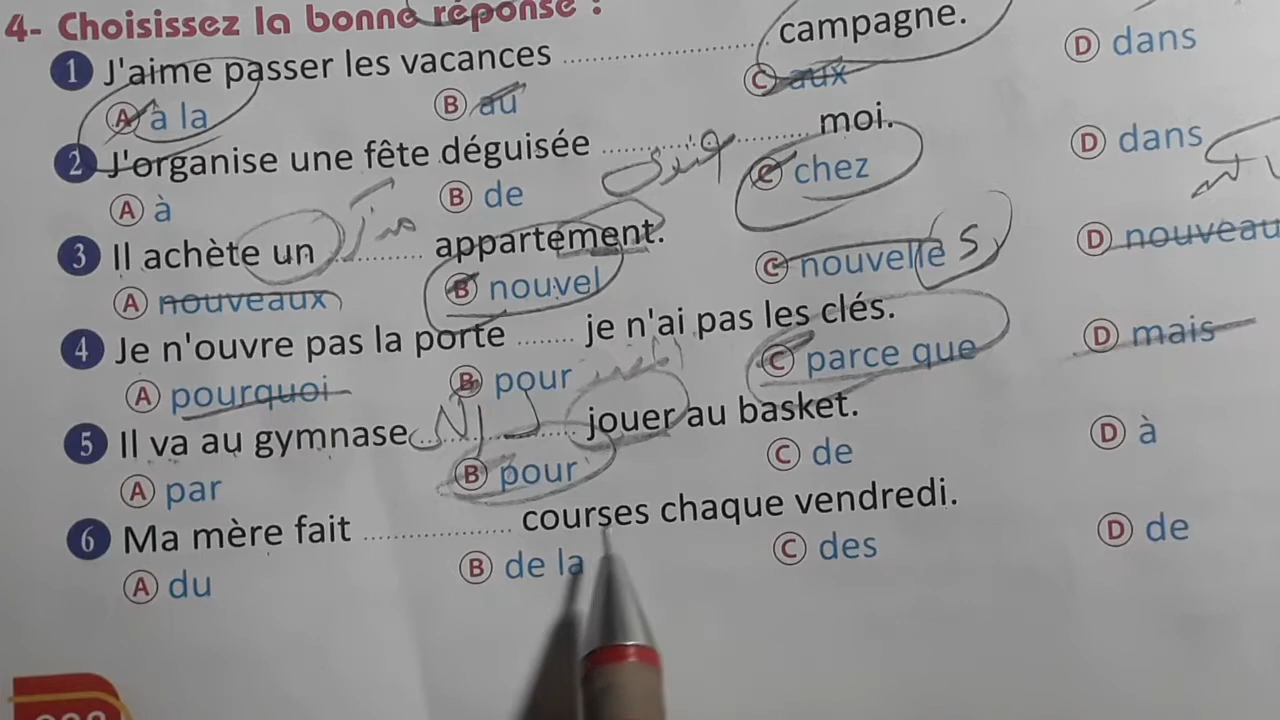 4- Choisissez la bonne réponse :
1 J'aime passer les vacances .................. campagne.
A à la B au C aux D dans
2 J'organise une fête déguisée .................. moi.
A à B de C chez D dans
3 Il achète un .................. appartement.
A nouveaux B nouvel C nouvelle s D nouveau
4 Je n'ouvre pas la porte ........ je n'ai pas les clés.
A pourquoi B pour C parce que D mais
5 Il va au gymnase .................. jouer au basket.
A par B pour C de D à
6 Ma mère fait .................. courses chaque vendredi.
A du B de la C des D de